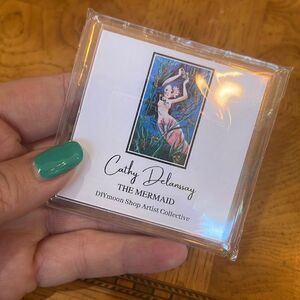 Cathy Delanssay
THE MERMAID
DIYmoon Shop Artist Collective